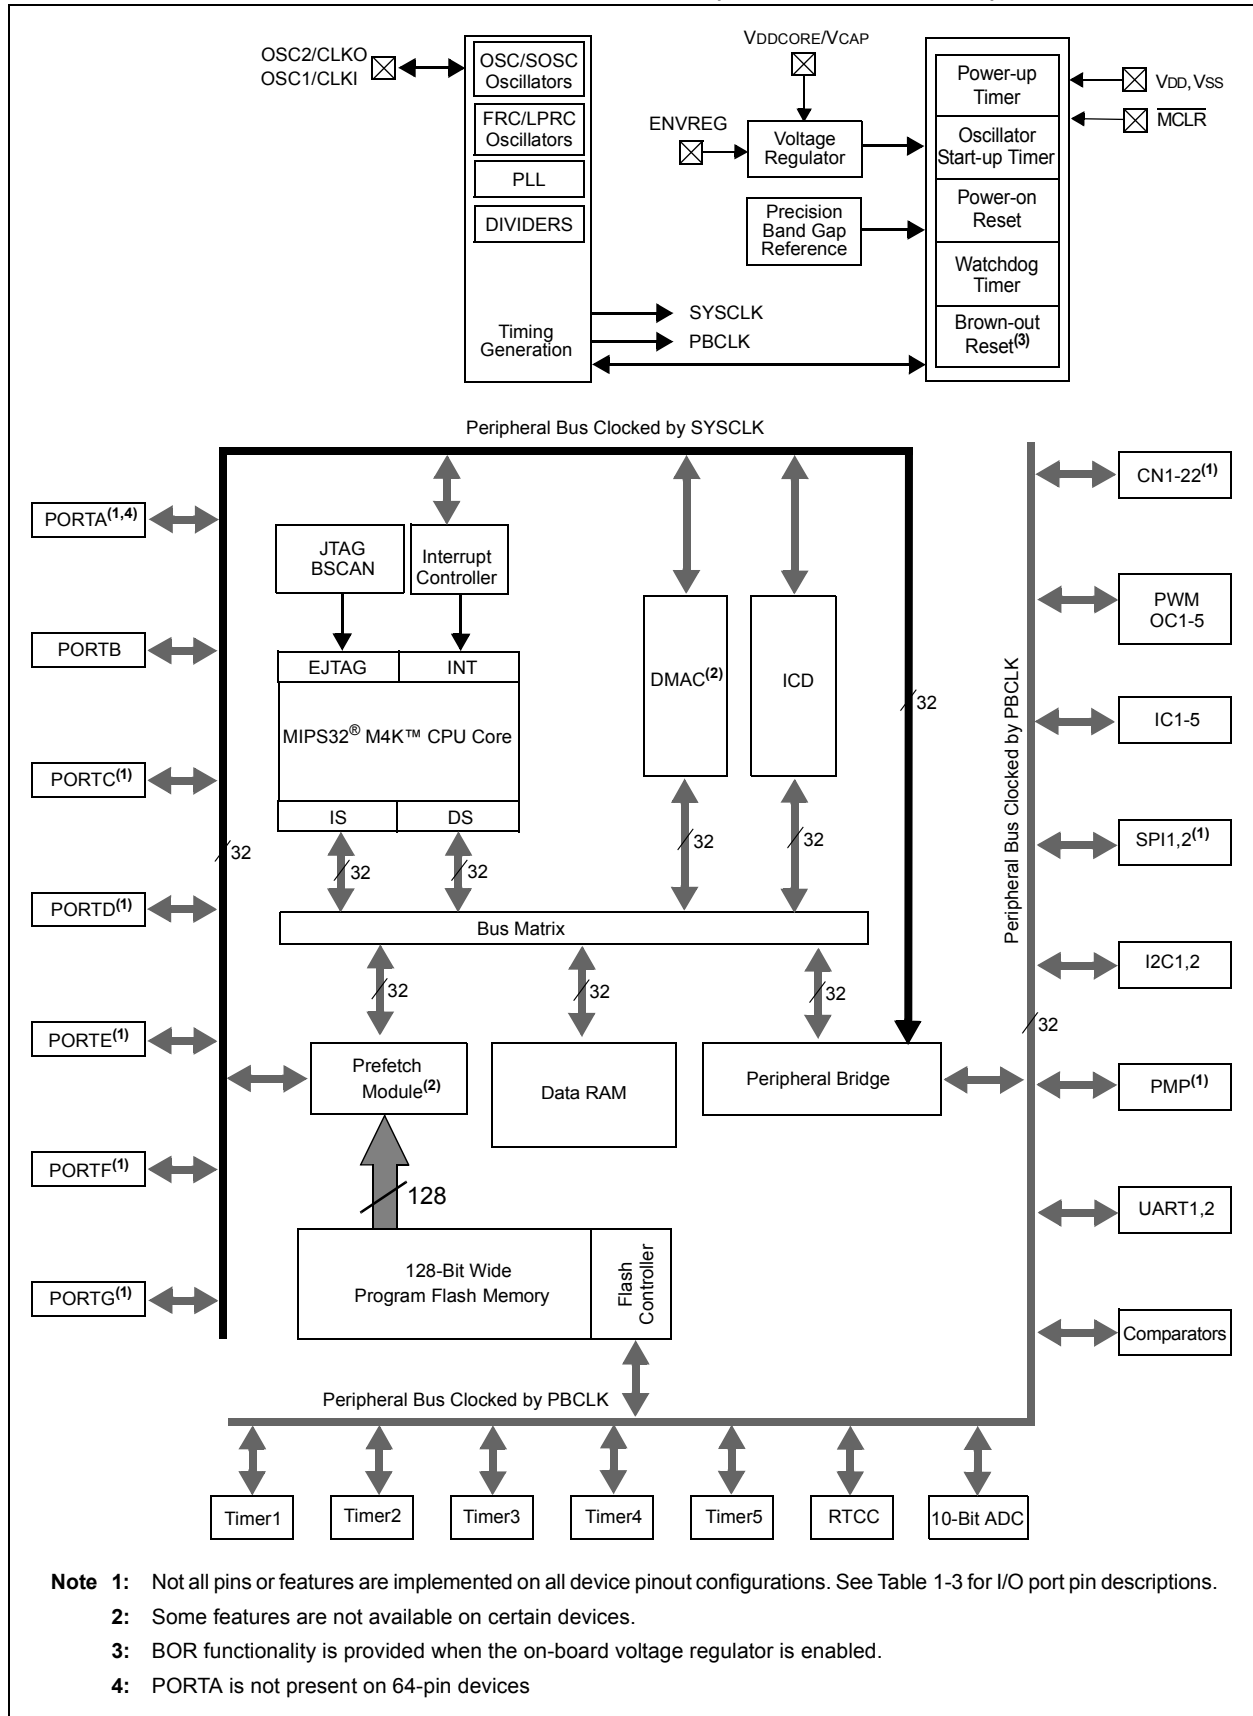 OSC2/CLKO
OSC1/CLKI
OSC/SOSC
Oscillators
FRC/LPRC
Oscillators
PLL
DIVIDERS
Timing
Generation
VDDCORE/VCAP
ENVREG
Voltage
Regulator
Precision
Band Gap
Reference
Power-up
Timer
Oscillator
Start-up Timer
Power-on
Reset
Watchdog
Timer
Brown-out
Reset(3)
VDD, VSS
MCLR
SYSCLK
PBCLK
Peripheral Bus Clocked by SYSCLK
PORTA(1,4)
PORTB
PORTC(1)
PORTD(1)
PORTE(1)
PORTF(1)
PORTG(1)
32
JTAG
BSCAN
Interrupt
Controller
EJTAG
INT
MIPS32® M4K™ CPU Core
IS
DS
DMAC(2)
ICD
32
32
32
32
32
Bus Matrix
32
32
32
Prefetch
Module(2)
Data RAM
Peripheral Bridge
128
128-Bit Wide
Program Flash Memory
Flash
Controller
Peripheral Bus Clocked by PBCLK
32
CN1-22(1)
PWM
OC1-5
IC1-5
SPI1,2(1)
I2C1,2
PMP(1)
UART1,2
Comparators
Peripheral Bus Clocked by PBCLK
Timer1
Timer2
Timer3
Timer4
Timer5
RTCC
10-Bit ADC
Note 1: Not all pins or features are implemented on all device pinout configurations. See Table 1-3 for I/O port pin descriptions.
2: Some features are not available on certain devices.
3: BOR functionality is provided when the on-board voltage regulator is enabled.
4: PORTA is not present on 64-pin devices